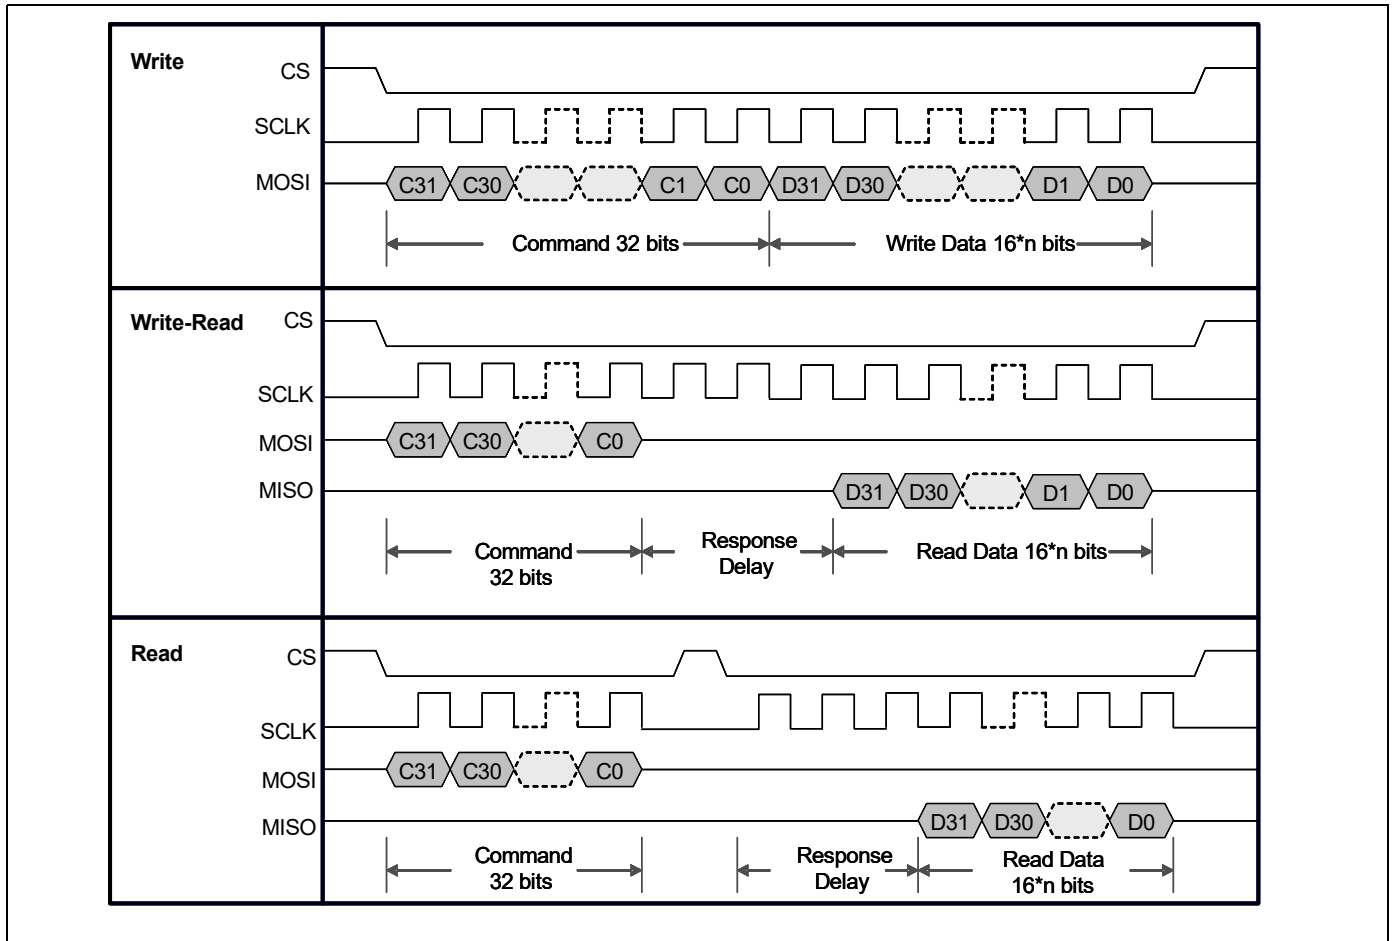 Write
CS
SCLK
MOSI
C31 C30 C1 C0 D31 D30 D1 D0
Command 32 bits Write Data 16*n bits
Write-Read CS
SCLK
MOSI
C31 C30 C0
MISO
D31 D30 D1 D0
Command
32 bits
Response
Delay
Read Data 16*n bits
Read
CS
SCLK
MOSI
C31 C30 C0
MISO
D31 D30 D0
Command
32 bits
Response
Delay
Read Data
16*n bits